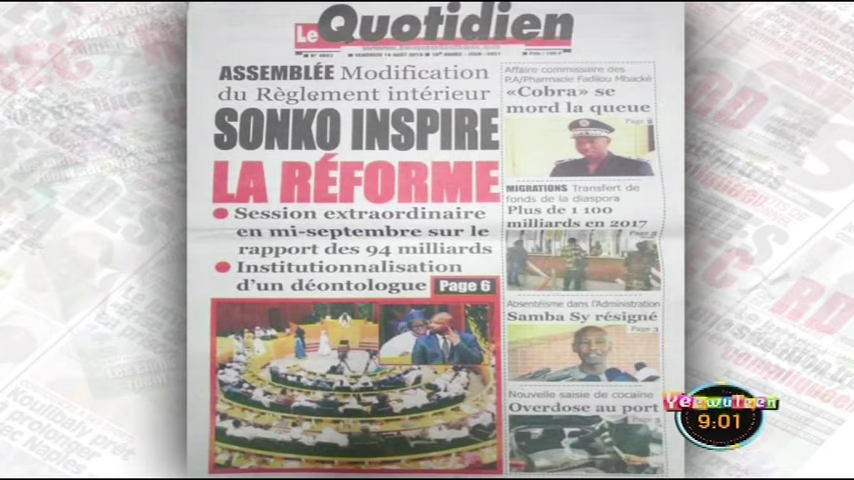 Le Quotidien
ASSEMBLÉE Modification
du Règlement intérieur
SONKO INSPIRE
LA RÉFORME
Session extraordinaire
en mi-septembre sur le
rapport des 94 milliards
Institutionnalisation
d'un déontologue Page 6
Affaire commissaire des
P.A/Pharmacie Fadilou Mbacké
«Cobra» se
mord la queue
MIGRATIONS Transfert de
fonds de la diaspora
Plus de 1 100
milliards en 2017
Absentéisme dans l'Administration
Samba Sy résigné
Page 3
Nouvelle saisie de cocaïne
Overdose au port
Yeewuleen
9:01